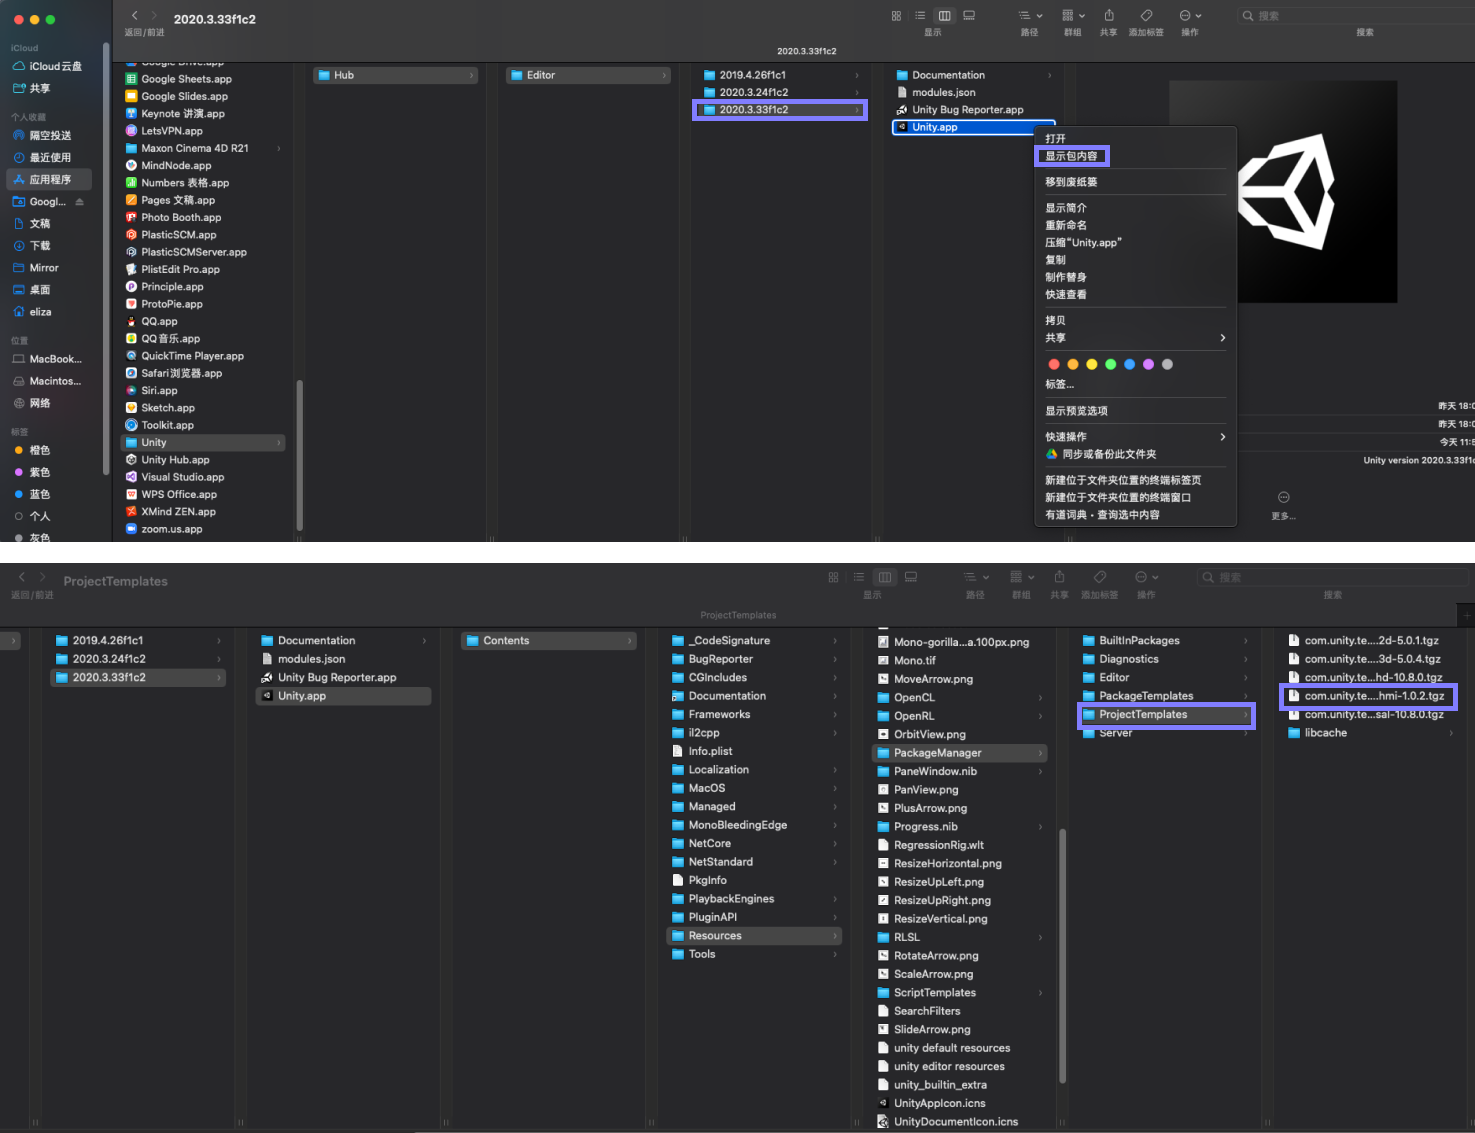 2020.3.33f1c2
返回/前进
显示
路径
群组
共享
添加标签
操作
搜索
搜索
2020.3.33f1c2
iCloud
iCloud云盘
共享
个人收藏
隔空投送
最近使用
应用程序
Googl...
文稿
下载
Mirror
桌面
eliza
位置
MacBook...
Macintos...
网络
标签
橙色
紫色
蓝色
个人
灰色
Google Drive.app
Google Sheets.app
Google Slides.app
Keynote 讲演.app
LetsVPN.app
Maxon Cinema 4D R21
MindNode.app
Numbers 表格.app
Pages 文稿.app
Photo Booth.app
PlasticSCM.app
PlasticSCMServer.app
PlistEdit Pro.app
Principle.app
ProtoPie.app
QQ.app
QQ音乐.app
QuickTime Player.app
Safari浏览器.app
Siri.app
Sketch.app
Toolkit.app
Unity
Unity Hub.app
Visual Studio.app
WPS Office.app
XMind ZEN.app
zoom.us.app
Hub
Editor
2019.4.26f1c1
2020.3.24f1c2
2020.3.33f1c2
Documentation
modules.json
Unity Bug Reporter.app
Unity.app
打开
显示包内容
移到废纸篓
显示简介
重新命名
压缩“Unity.app”
复制
制作替身
快速查看
拷贝
共享
标签...
显示预览选项
快速操作
同步或备份此文件夹
新建位于文件夹位置的终端标签页
新建位于文件夹位置的终端窗口
有道词典・查询选中内容
昨天 18:0
昨天 18:0
今天 11:5
Unity version 2020.3.33f1c
更多...
ProjectTemplates
返回/前进
显示
路径
群组
共享
添加标签
操作
搜索
搜索
ProjectTemplates
2019.4.26f1c1
2020.3.24f1c2
2020.3.33f1c2
Documentation
modules.json
Unity Bug Reporter.app
Unity.app
Contents
_CodeSignature
BugReporter
CGIncludes
Documentation
Frameworks
il2cpp
Info.plist
Localization
MacOS
Managed
MonoBleedingEdge
NetCore
NetStandard
PkgInfo
PlaybackEngines
PluginAPI
Resources
Tools
Mono-gorilla...a.100px.png
Mono.tif
MoveArrow.png
OpenCL
OpenRL
OrbitView.png
PackageManager
PaneWindow.nib
PanView.png
PlusArrow.png
Progress.nib
RegressionRig.wlt
ResizeHorizontal.png
ResizeUpLeft.png
ResizeUpRight.png
ResizeVertical.png
RLSL
RotateArrow.png
ScaleArrow.png
ScriptTemplates
SearchFilters
SlideArrow.png
unity default resources
unity editor resources
unity_builtin_extra
UnityAppIcon.icns
UnityDocumentIcon.icns
BuiltInPackages
Diagnostics
Editor
PackageTemplates
ProjectTemplates
Server
com.unity.te....2d-5.0.1.tgz
com.unity.te....3d-5.0.4.tgz
com.unity.te...hd-10.8.0.tgz
com.unity.te....hmi-1.0.2.tgz
com.unity.te...sal-10.8.0.tgz
libcache